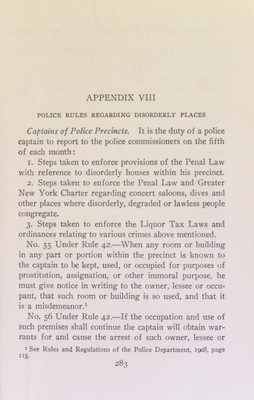 APPENDIX VIII
POLICE RULES REGARDING DISORDERLY PLACES
Captains of Police Precincts. It is the duty of a police
captain to report to the police commissioners on the fifth
of each month:
1. Steps taken to enforce provisions of the Penal Law
with reference to disorderly houses within his precinct.
2. Steps taken to enforce the Penal Law and Greater
New York Charter regarding concert saloons, dives and
other places where disorderly, degraded or lawless people
congregate.
3. Steps taken to enforce the Liquor Tax Laws and
ordinances relating to various crimes above mentioned.
No. 55 Under Rule 42.—When any room or building
in any part or portion within the precinct is known to
the captain to be kept, used, or occupied for purposes of
prostitution, assignation, or other immoral purpose, he
must give notice in writing to the owner, lessee or occu-
pant, that such room or building is so used, and that it
is a misdemeanor.¹
No. 56 Under Rule 42.—If the occupation and use of
such premises shall continue the captain will obtain war-
rants for and cause the arrest of such owner, lessee or
¹ See Rules and Regulations of the Police Department, 1908, page
115.
283